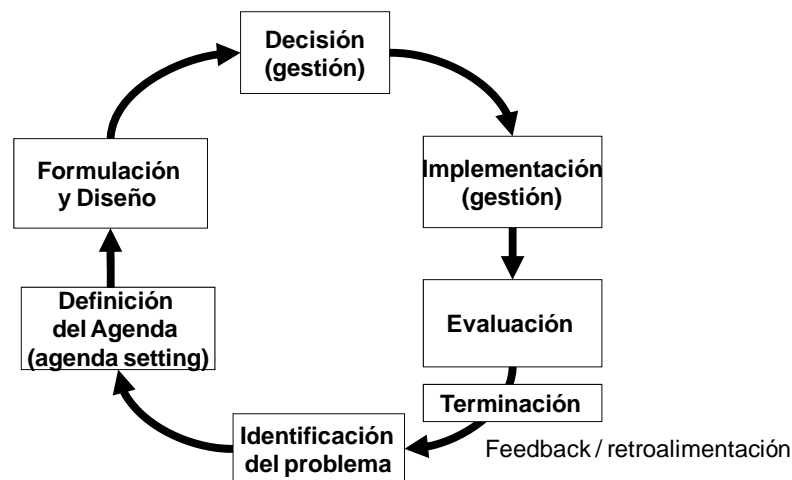 Decisión
(gestión)
Formulación
y Diseño
Implementación
(gestión)
Definición
del Agenda
(agenda setting)
Evaluación
Terminación
Identificación
del problema
Feedback / retroalimentación